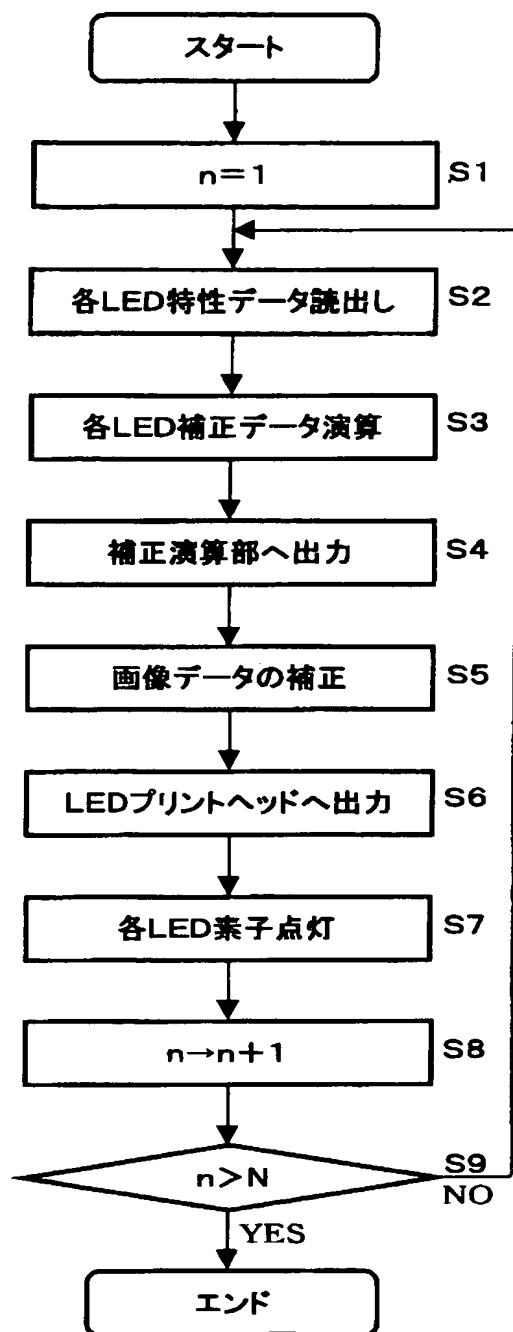 スタート
n=1 S1
各LED特性データ読出し S2
各LED補正データ演算 S3
補正演算部へ出力 S4
画像データの補正 S5
LEDプリントヘッドへ出力 S6
各LED素子点灯 S7
n→n+1 S8
n>N S9
NO
YES
エンド